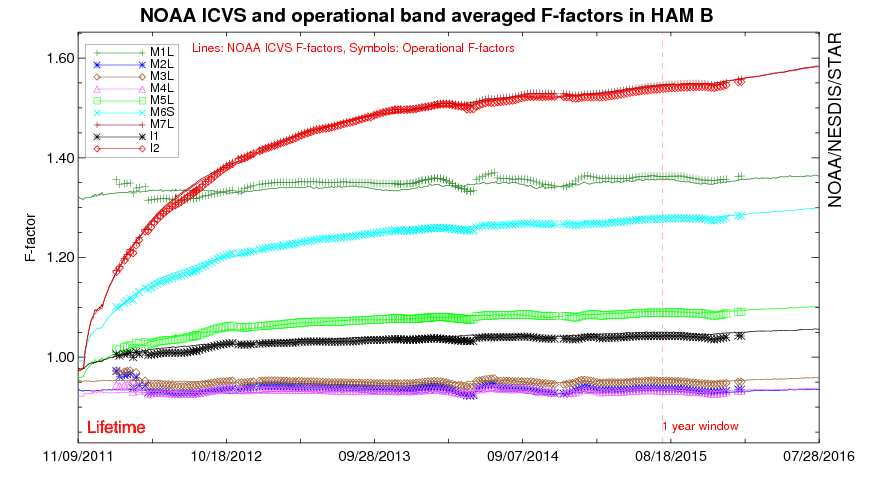 NOAA ICVS and operational band averaged F-factors in HAM B
Lines: NOAA ICVS F-factors, Symbols: Operational F-factors
M1L
M2L
M3L
M4L
M5L
M6S
M7L
I1
I2
1.60
1.40
1.20
1.00
F-factor
NOAA/NESDIS/STAR
Lifetime
1 year window
11/09/2011
10/18/2012
09/28/2013
09/07/2014
08/18/2015
07/28/2016